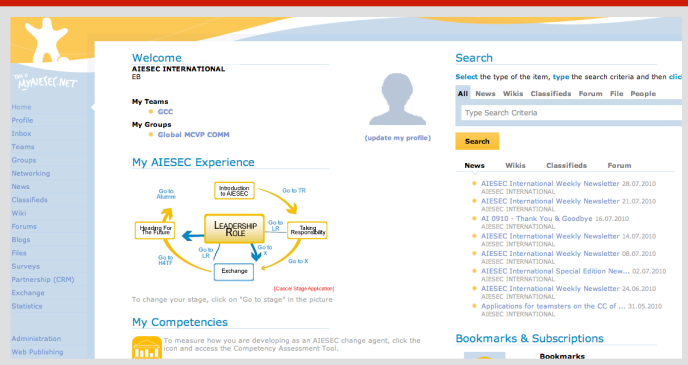 This is
MYAIESEC.NET
Home
Profile
Inbox
Teams
Groups
Networking
News
Classifieds
Wiki
Forums
Blogs
Files
Surveys
Partnership (CRM)
Exchange
Statistics
Administration
Web Publishing
Welcome
AIESEC INTERNATIONAL
EB
My Teams
GCC
My Groups
Global MCVP COMM
(update my profile)
My AIESEC Experience
Introduction
to AIESEC
Go to
Alumni
Go to TR
Heading For
The Future
LEADERSHIP
ROLE
Go to
LR
Taking
Responsibility
Go to
LR
Go to
X
Go to
H4TF
Go to X
Exchange
[Cancel Stage Application]
To change your stage, click on "Go to stage" in the picture
My Competencies
To measure how you are developing as an AIESEC change agent, click the
icon and access the Competency Assessment Tool.
Search
Select the type of the item, type the search criteria and then clic
All News Wikis Classifieds Forum File People
Type Search Criteria
Search
News Wikis Classifieds Forum
AIESEC International Weekly Newsletter 28.07.2010
AIESEC INTERNATIONAL
AIESEC International Weekly Newsletter 21.07.2010
AIESEC INTERNATIONAL
AI 0910 - Thank You & Goodbye 16.07.2010
AIESEC INTERNATIONAL
AIESEC International Weekly Newsletter 14.07.2010
AIESEC INTERNATIONAL
AIESEC International Weekly Newsletter 08.07.2010
AIESEC INTERNATIONAL
AIESEC International Special Edition New... 02.07.2010
AIESEC INTERNATIONAL
AIESEC International Weekly Newsletter 24.06.2010
AIESEC INTERNATIONAL
Applications for teamsters on the CC of ... 31.05.2010
AIESEC INTERNATIONAL
Bookmarks & Subscriptions
Bookmarks